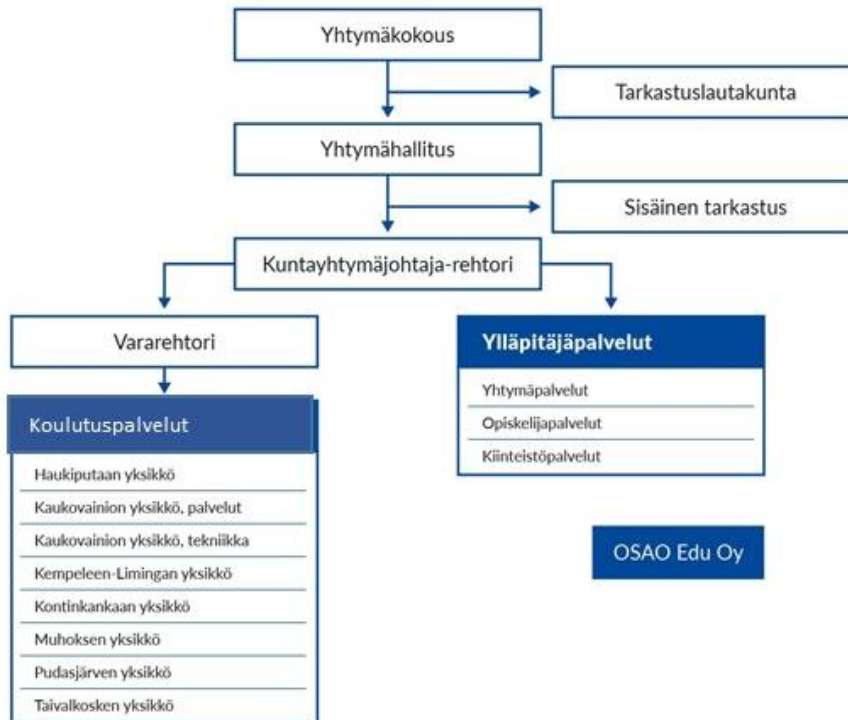 Yhtymäkokous
Tarkastuslautakunta
Yhtymähallitus
Sisäinen tarkastus
Kuntayhtymäjohtaja-rehtori
Vararehtori
Koulutuspalvelut
Haukiputaan yksikkö
Kaukovainion yksikkö, palvelut
Kaukovainion yksikkö, tekniikka
Kempeleen-Limingan yksikkö
Kontinkankaan yksikkö
Muhoksen yksikkö
Pudasjärven yksikkö
Taivalkosken yksikkö
Ylläpitäjäpalvelut
Yhtymäpalvelut
Opiskelijapalvelut
Kiinteistöpalvelut
OSAO Edu Oy